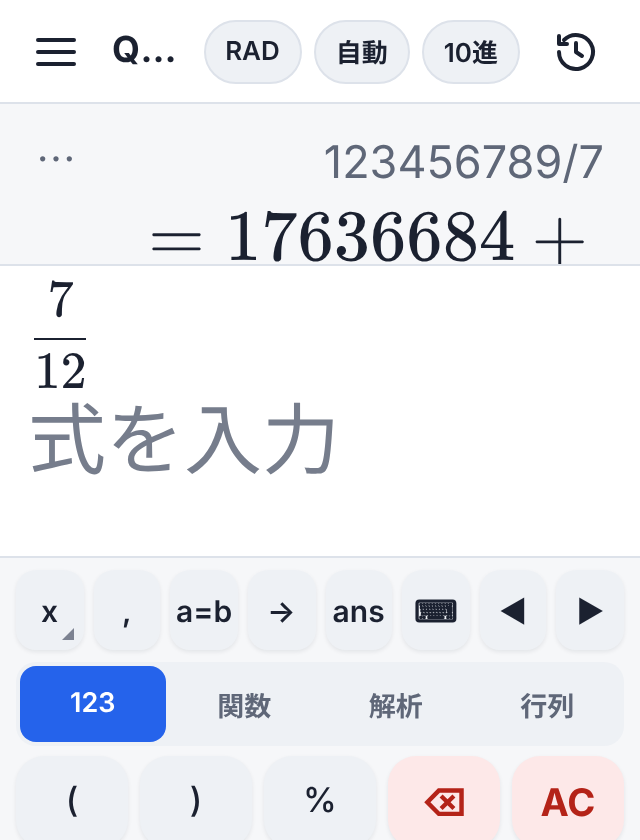 Q… RAD 自動 10進
… 123456789/7
= 17636684 +
7
12
式を入力
x , a=b → ans ⌨ ◀ ▶
123 関数 解析 行列
( ) % ⌫ AC